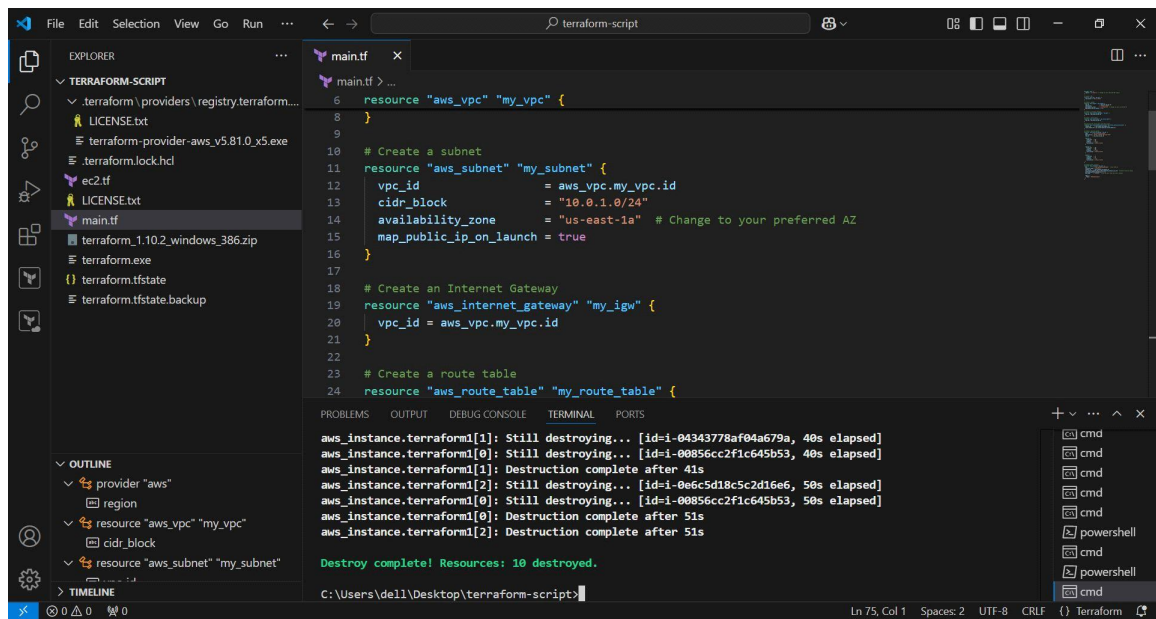 File Edit Selection View Go Run ... terraform-script
EXPLORER
TERRAFORM-SCRIPT
.terraform\providers\registry.terraform....
LICENSE.txt
terraform-provider-aws_v5.81.0_x5.exe
.terraform.lock.hcl
ec2.tf
LICENSE.txt
main.tf
terraform_1.10.2_windows_386.zip
terraform.exe
terraform.tfstate
terraform.tfstate.backup
OUTLINE
provider "aws"
region
resource "aws_vpc" "my_vpc"
cidr_block
resource "aws_subnet" "my_subnet"
TIMELINE
main.tf
main.tf > ...
6 resource "aws_vpc" "my_vpc" {
8 }
9
10 # Create a subnet
11 resource "aws_subnet" "my_subnet" {
12 vpc_id = aws_vpc.my_vpc.id
13 cidr_block = "10.0.1.0/24"
14 availability_zone = "us-east-1a" # Change to your preferred AZ
15 map_public_ip_on_launch = true
16 }
17
18 # Create an Internet Gateway
19 resource "aws_internet_gateway" "my_igw" {
20 vpc_id = aws_vpc.my_vpc.id
21 }
22
23 # Create a route table
24 resource "aws_route_table" "my_route_table" {
PROBLEMS OUTPUT DEBUG CONSOLE TERMINAL PORTS
aws_instance.terraform1[1]: Still destroying... [id=i-04343778af04a679a, 40s elapsed]
aws_instance.terraform1[0]: Still destroying... [id=i-00856cc2f1c645b53, 40s elapsed]
aws_instance.terraform1[1]: Destruction complete after 41s
aws_instance.terraform1[2]: Still destroying... [id=i-0e6c5d18c5c2d16e6, 50s elapsed]
aws_instance.terraform1[0]: Still destroying... [id=i-00856cc2f1c645b53, 50s elapsed]
aws_instance.terraform1[0]: Destruction complete after 51s
aws_instance.terraform1[2]: Destruction complete after 51s
Destroy complete! Resources: 10 destroyed.
C:\Users\dell\Desktop\terraform-script>
cmd
cmd
cmd
cmd
cmd
powershell
cmd
powershell
cmd
0 0 0 Ln 75, Col 1 Spaces: 2 UTF-8 CRLF {} Terraform